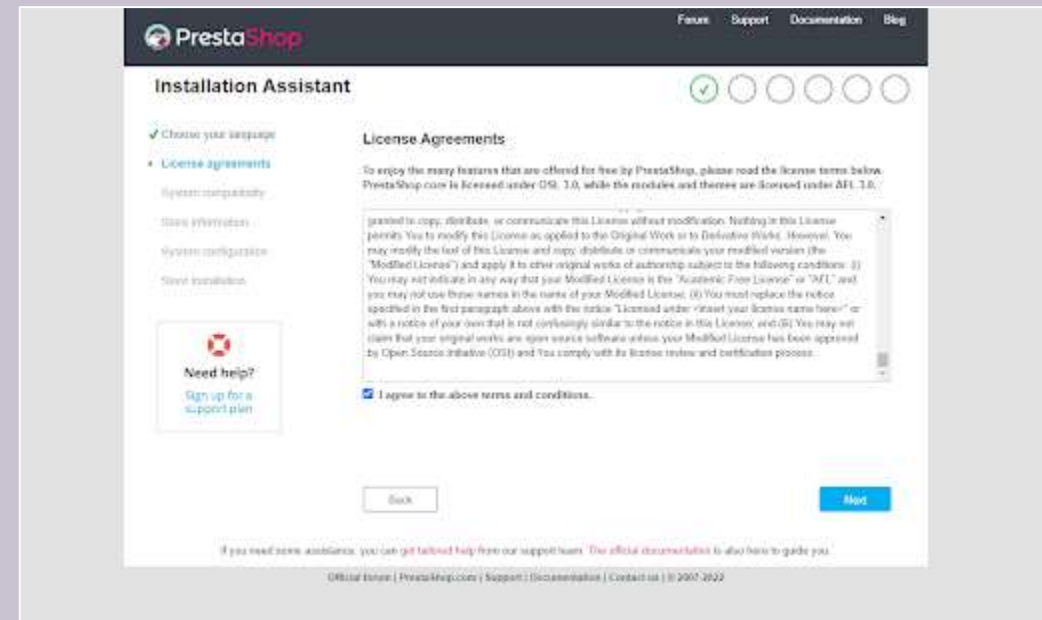 PrestaShop
Forum Support Documentation Blog
Installation Assistant
Choose your language
License agreements
System compatibility
Store information
System configuration
Store installation
Need help?
Sign up for a
support plan
License Agreements
To enjoy the many features that are offered for free by PrestaShop, please read the license terms below.
PrestaShop core is licensed under OSL 3.0, while the modules and themes are licensed under AFL 3.0.
granted to copy, distribute, or communicate this License without modification. Nothing in this License
permits You to modify this License as applied to the Original Work or to Derivative Works. However, You
may modify the text of this License and copy, distribute or communicate your modified version (the
"Modified License") and apply it to other original works of authorship subject to the following conditions: (i)
You may not indicate in any way that your Modified License is the "Academic Free License" or "AFL" and
you may not use those names in the name of your Modified License; (ii) You must replace the notice
specified in the first paragraph above with the notice "Licensed under <insert your license name here>" or
with a notice of your own that is not confusingly similar to the notice in this License; and (iii) You may not
claim that your original works are open source software unless your Modified License has been approved
by Open Source Initiative (OSI) and You comply with its license review and certification process.
I agree to the above terms and conditions.
Back
Next
If you need some assistance, you can get tailored help from our support team. The official documentation is also here to guide you.
Official forum | PrestaShop.com | Support | Documentation | Contact us | © 2007-2022